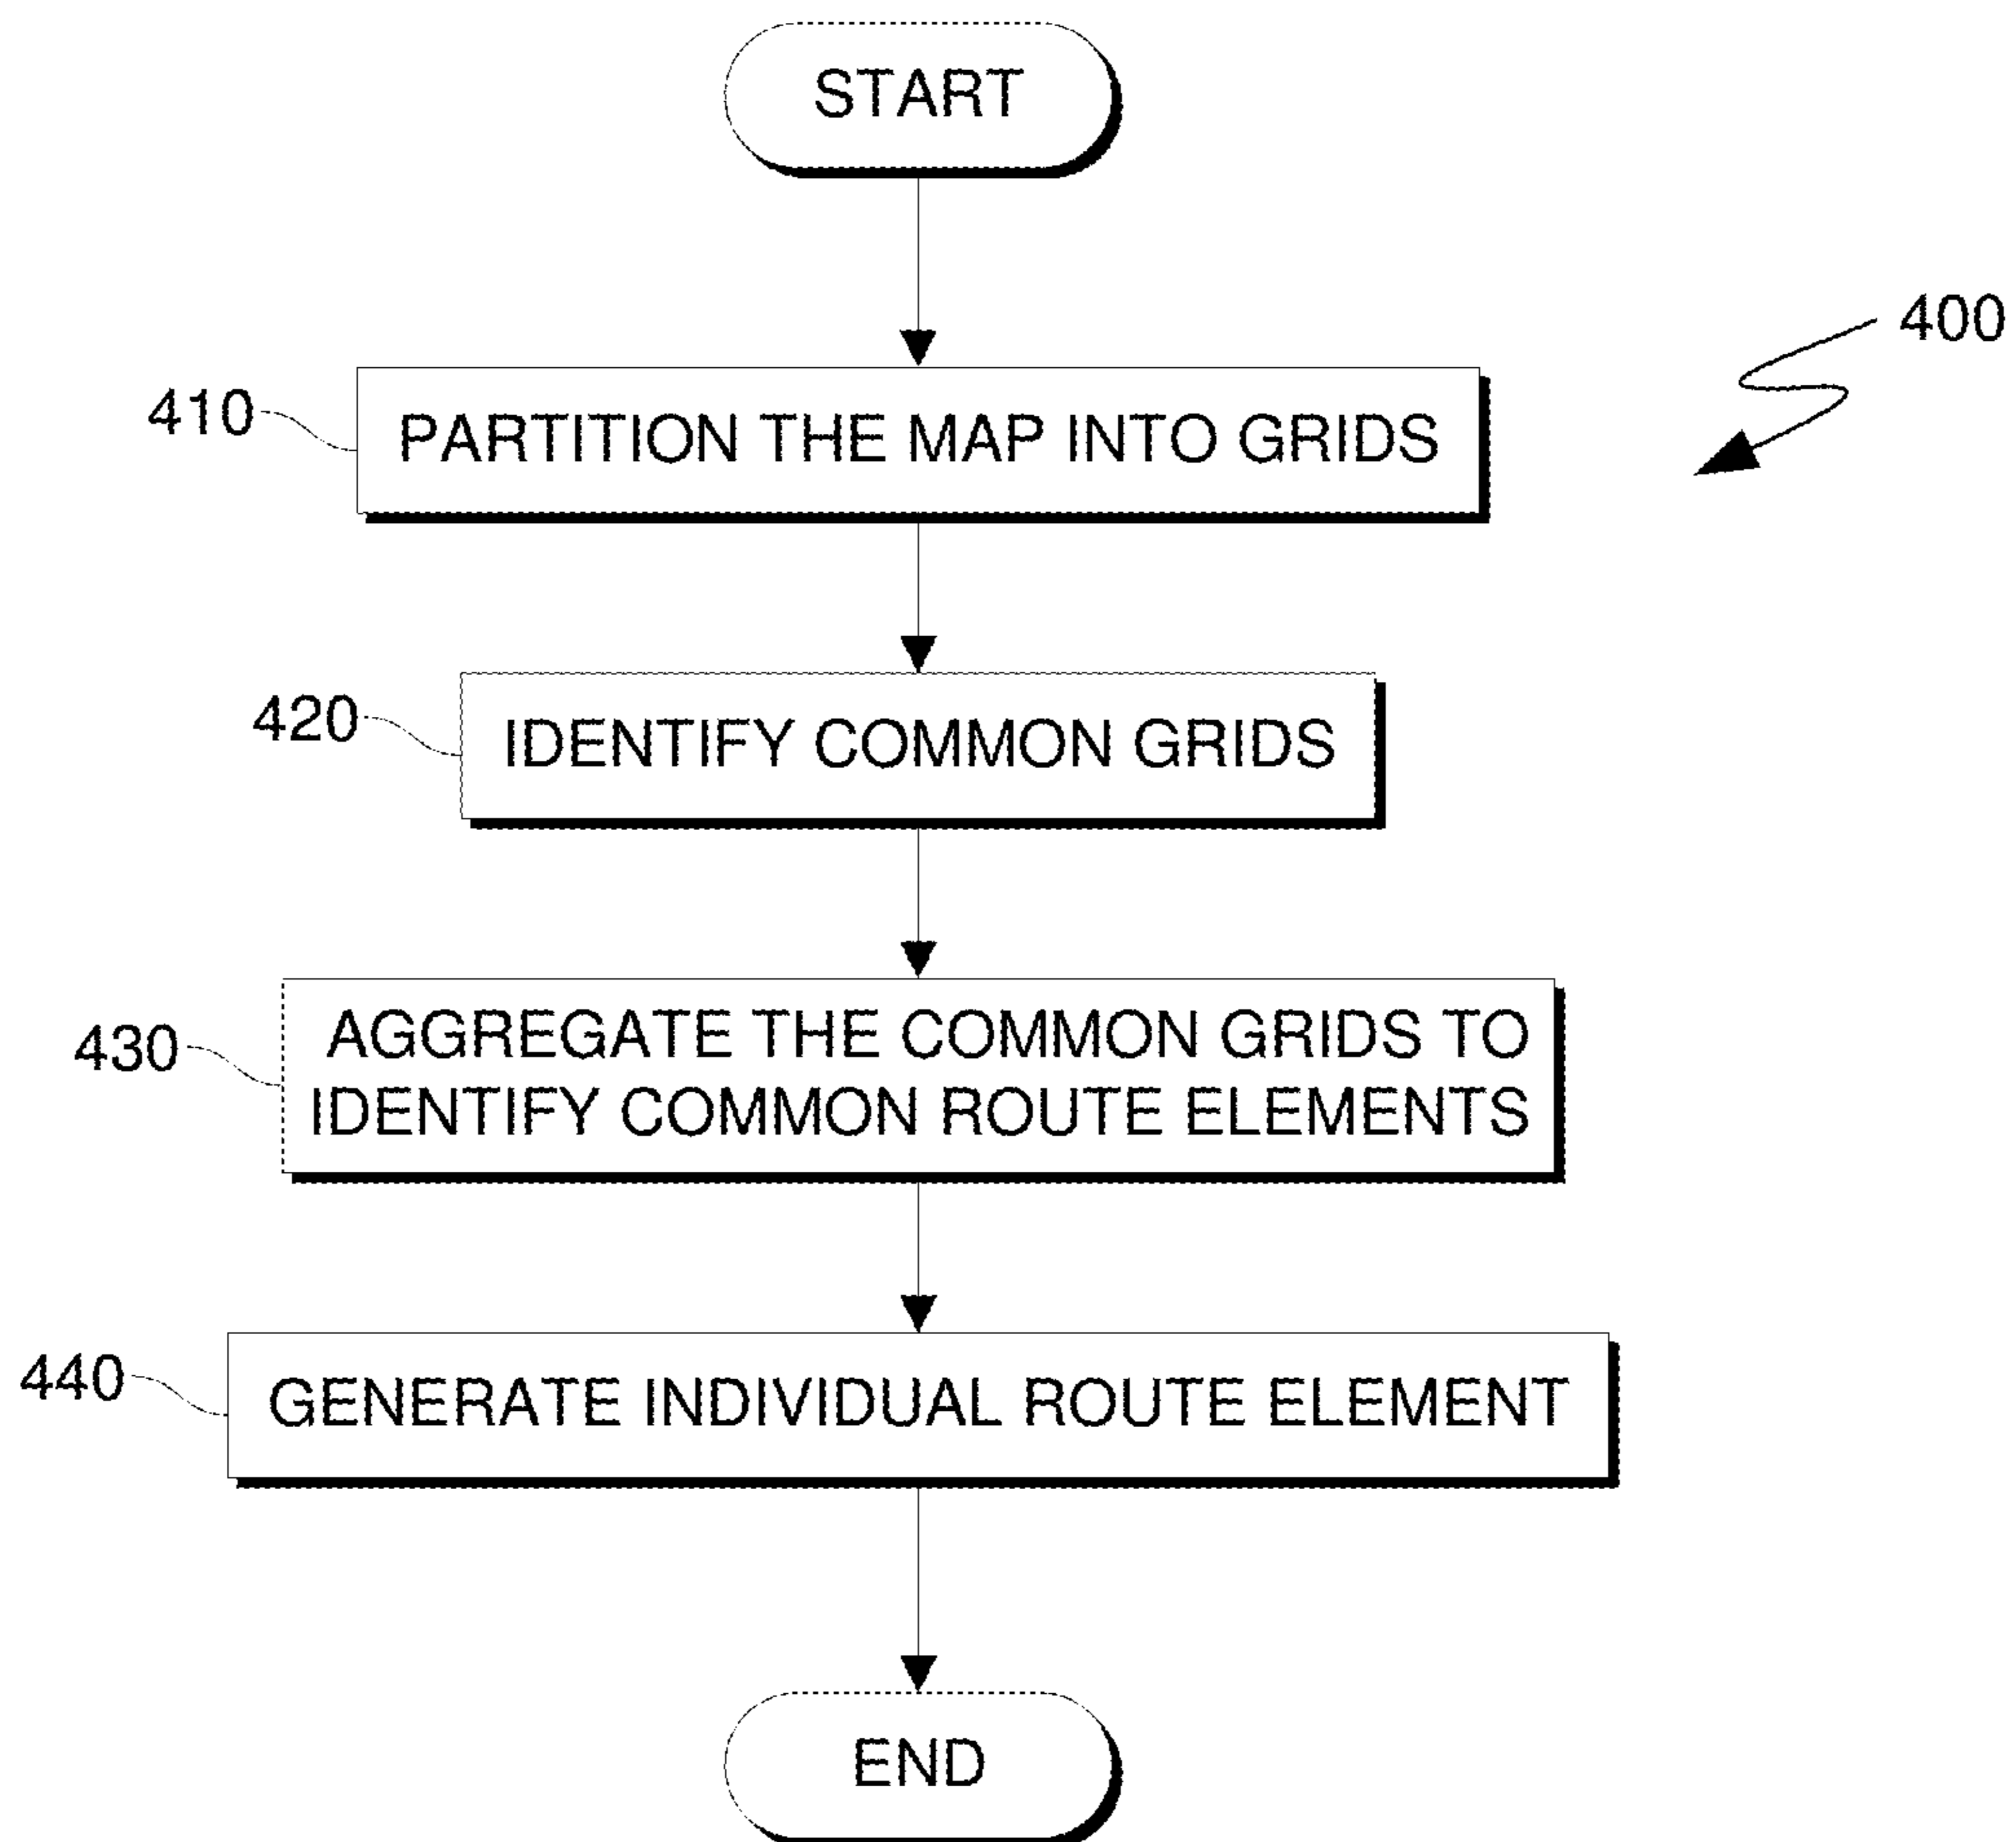 START
400
410
PARTITION THE MAP INTO GRIDS
420
IDENTIFY COMMON GRIDS
430
AGGREGATE THE COMMON GRIDS TO
IDENTIFY COMMON ROUTE ELEMENTS
440
GENERATE INDIVIDUAL ROUTE ELEMENT
END